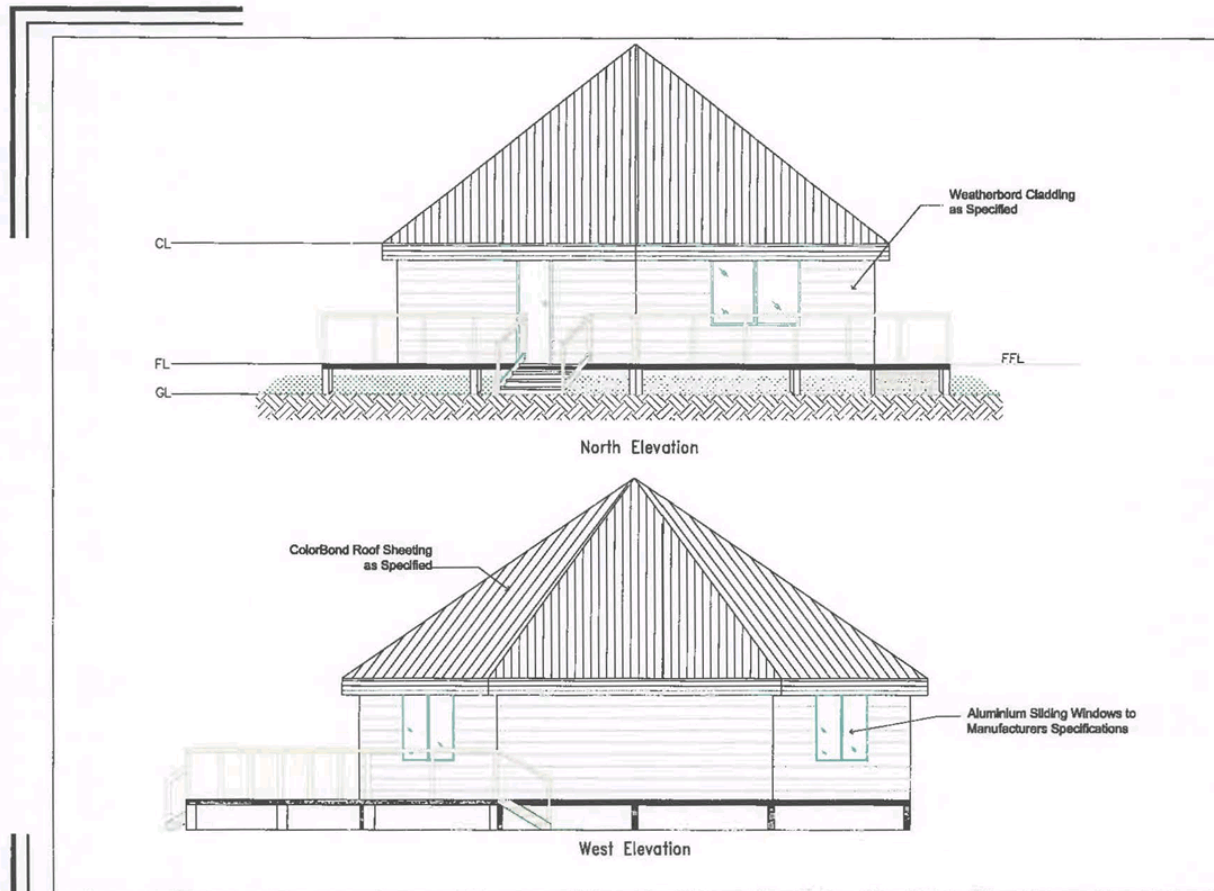 Weatherbord Cladding
as Specified
CL
FL
FFL
GL
North Elevation
ColorBond Roof Sheeting
as Specified
Aluminium Sliding Windows to
Manufacturers Specifications
West Elevation